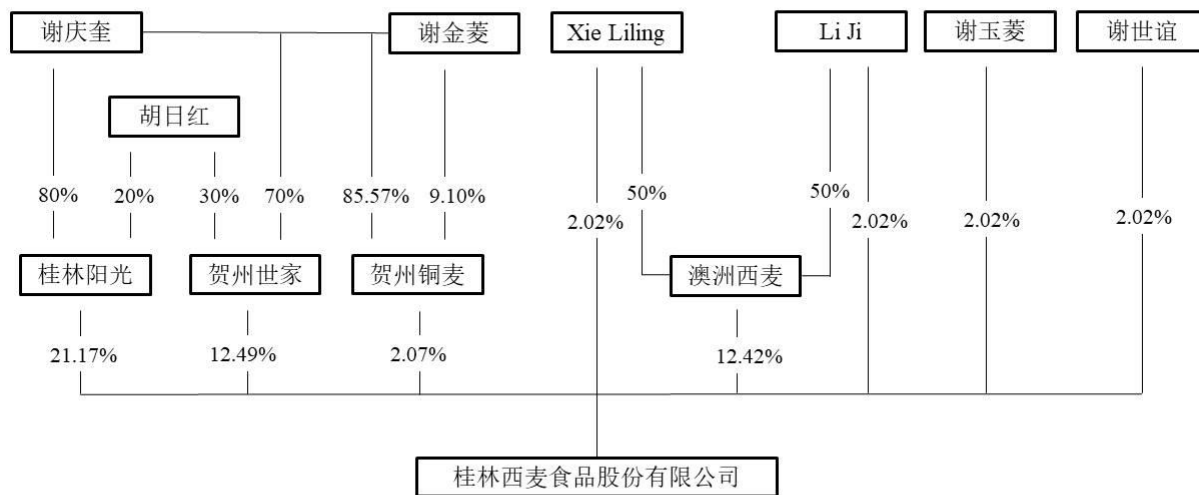 谢庆奎
谢金菱
Xie Liling
Li Ji
谢玉菱
谢世谊
胡日红
80%
20%
30%
70%
85.57%
9.10%
50%
50%
2.02%
2.02%
2.02%
2.02%
桂林阳光
贺州世家
贺州铜麦
澳洲西麦
21.17%
12.49%
2.07%
12.42%
桂林西麦食品股份有限公司